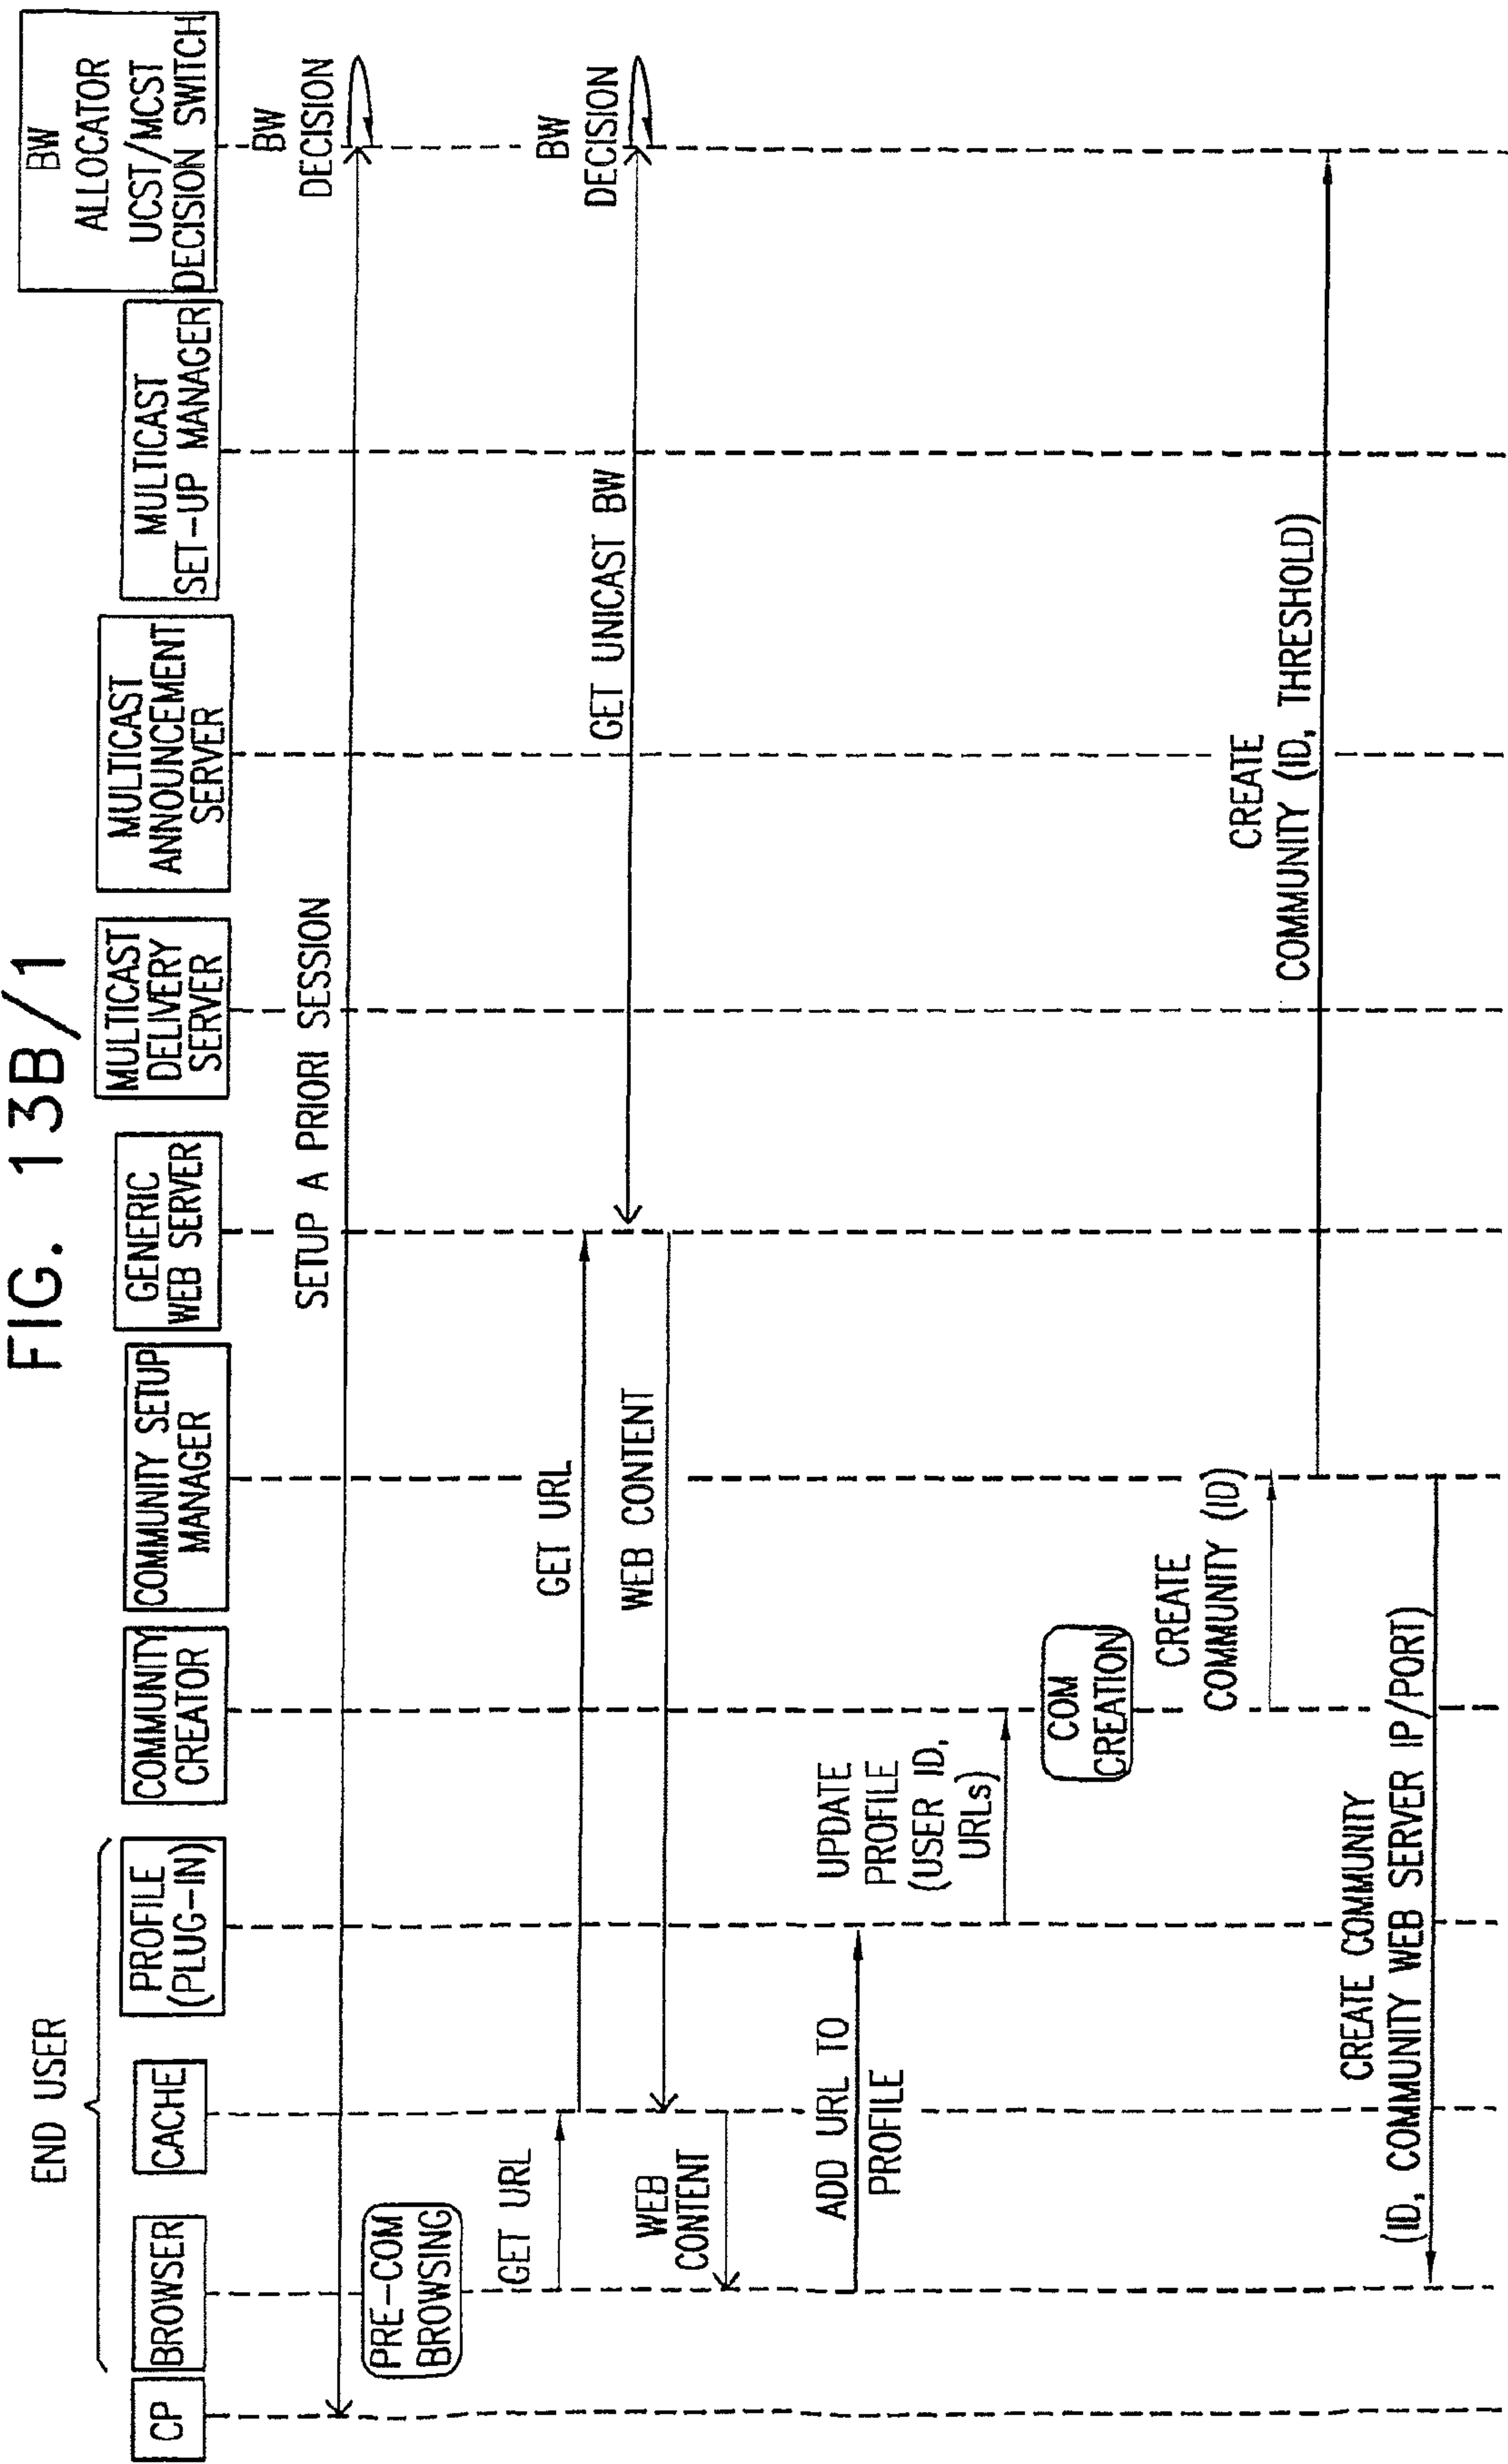 FIG. 13B/1
END USER
CP
BROWSER
CACHE
PROFILE
(PLUG-IN)
COMMUNITY
CREATOR
COMMUNITY SETUP
MANAGER
GENERIC
WEB SERVER
MULTICAST
DELIVERY
SERVER
MULTICAST
ANNOUNCEMENT
SERVER
MULTICAST
SET-UP MANAGER
BW
ALLOCATOR
UCST/MCST
DECISION SWITCH
BW
DECISION
SETUP A PRIORI SESSION
PRE-COM
BROWSING
GET URL
GET URL
BW
DECISION
GET UNICAST BW
WEB CONTENT
WEB
CONTENT
ADD URL TO
PROFILE
UPDATE
PROFILE
(USER ID,
URLs)
COM
CREATION
CREATE
COMMUNITY (ID)
CREATE
COMMUNITY (ID, THRESHOLD)
CREATE COMMUNITY
(ID, COMMUNITY WEB SERVER IP/PORT)